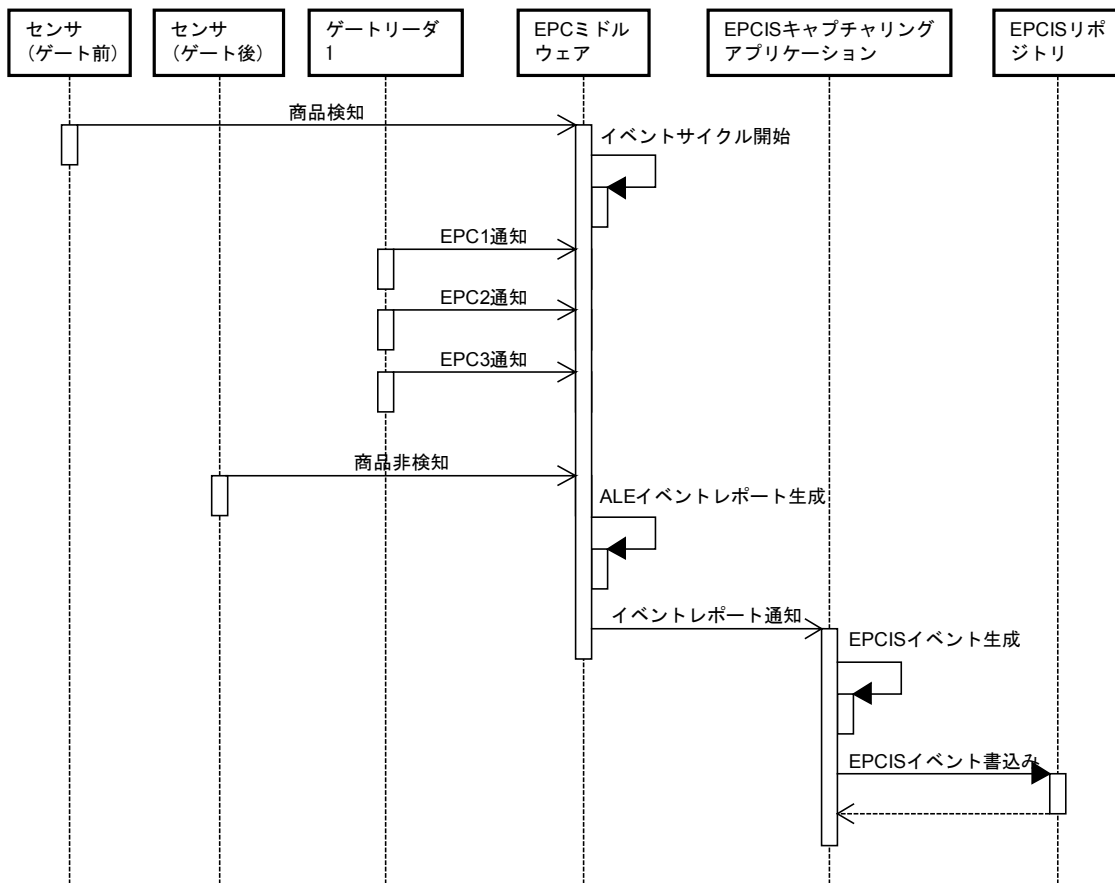 センサ
（ゲート前）
センサ
（ゲート後）
ゲートリーダ
1
EPCミドル
ウェア
EPCISキャプチャリング
アプリケーション
EPCISリポ
ジトリ
商品検知
イベントサイクル開始
EPC1通知
EPC2通知
EPC3通知
商品非検知
ALEイベントレポート生成
イベントレポート通知
EPCISイベント生成
EPCISイベント書込み